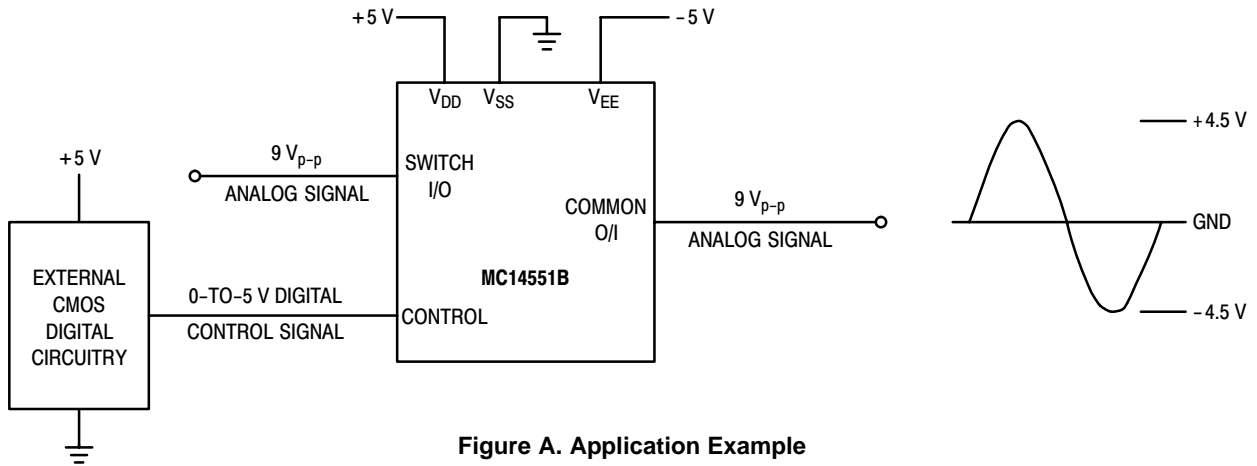 +5 V
−5 V
VDD
VSS
VEE
+4.5 V
9 Vp–p
ANALOG SIGNAL
SWITCH
I/O
+5 V
COMMON
O/I
9 Vp–p
ANALOG SIGNAL
GND
EXTERNAL
CMOS
DIGITAL
CIRCUITRY
0–TO–5 V DIGITAL
CONTROL SIGNAL
MC14551B
CONTROL
−4.5 V
Figure A. Application Example